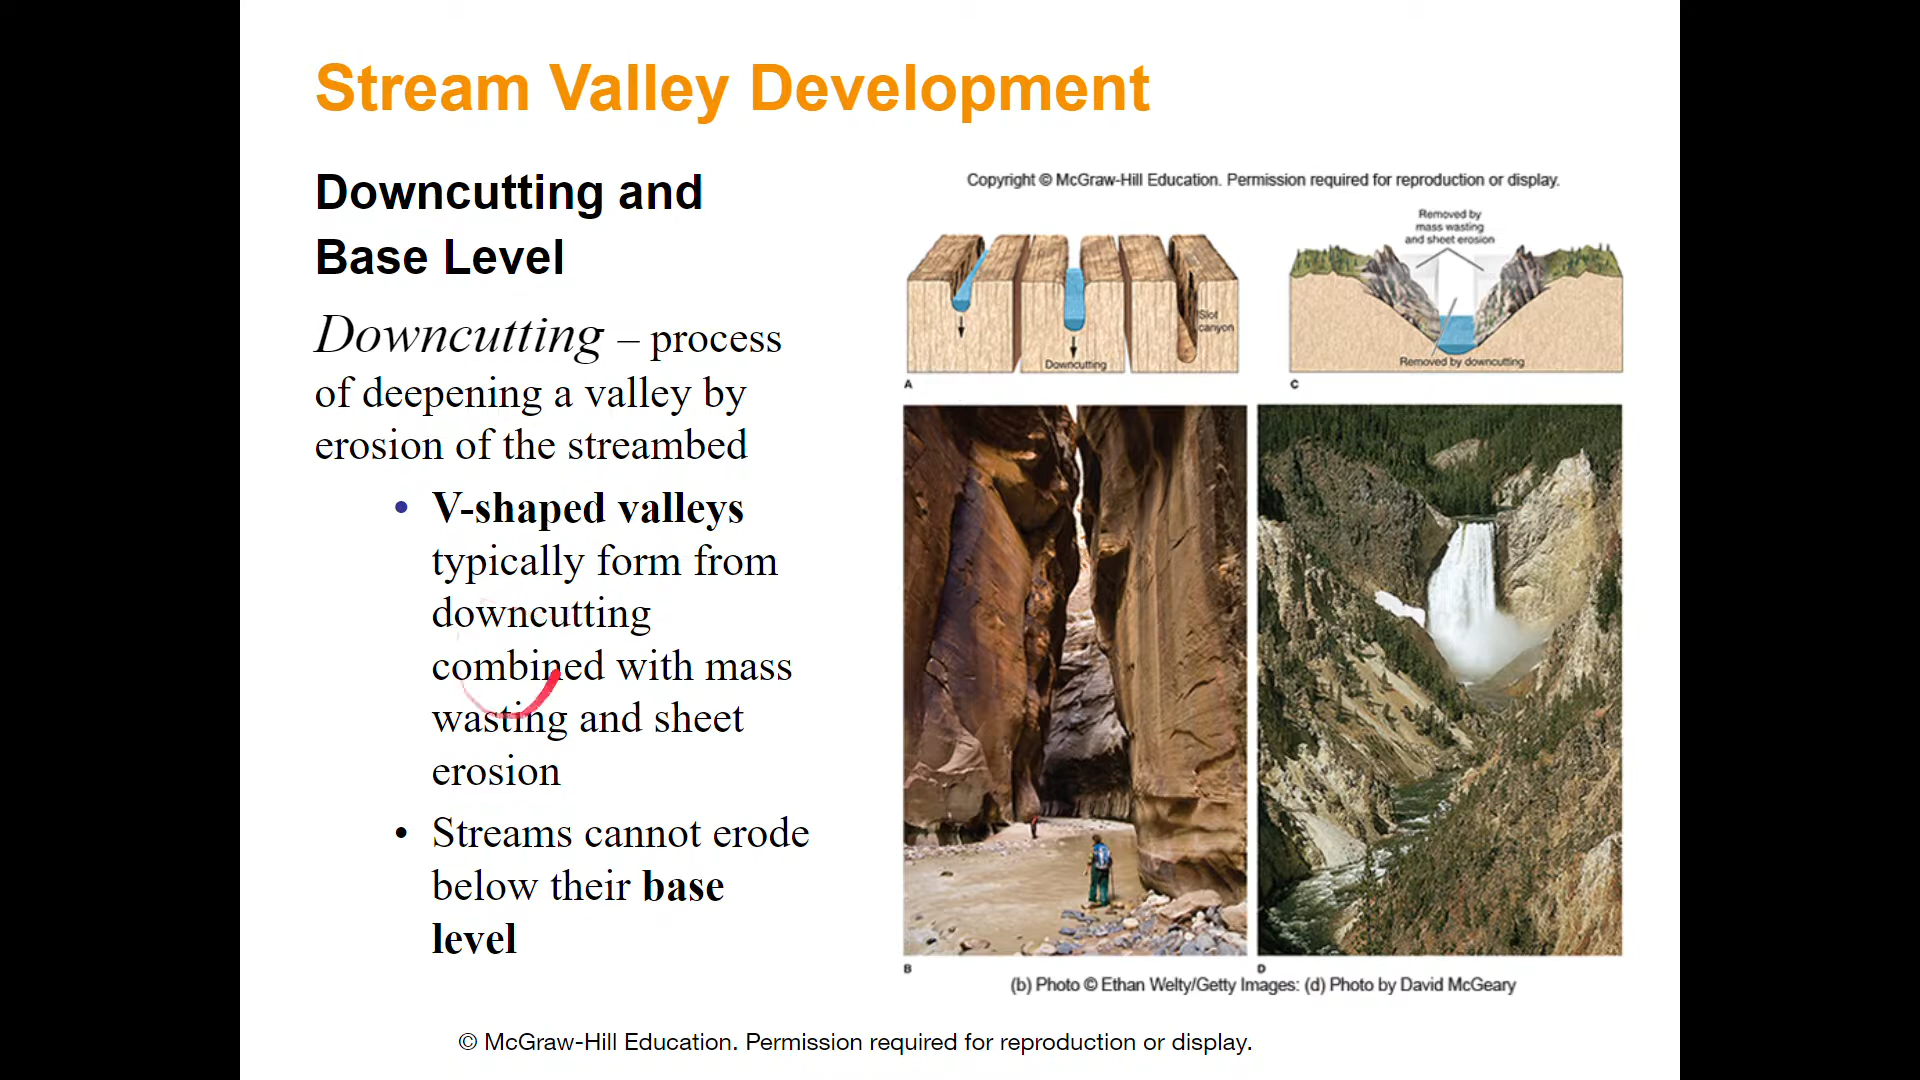 Stream Valley Development
Downcutting and
Base Level
Downcutting – process
of deepening a valley by
erosion of the streambed
• V-shaped valleys
typically form from
downcutting
combined with mass
wasting and sheet
erosion
• Streams cannot erode
below their base
level
Copyright © McGraw-Hill Education. Permission required for reproduction or display.
Slot
canyon
Downcutting
A
Removed by
mass wasting
and sheet erosion
Removed by downcutting
C
B
D
(b) Photo © Ethan Welty/Getty Images: (d) Photo by David McGeary
© McGraw-Hill Education. Permission required for reproduction or display.